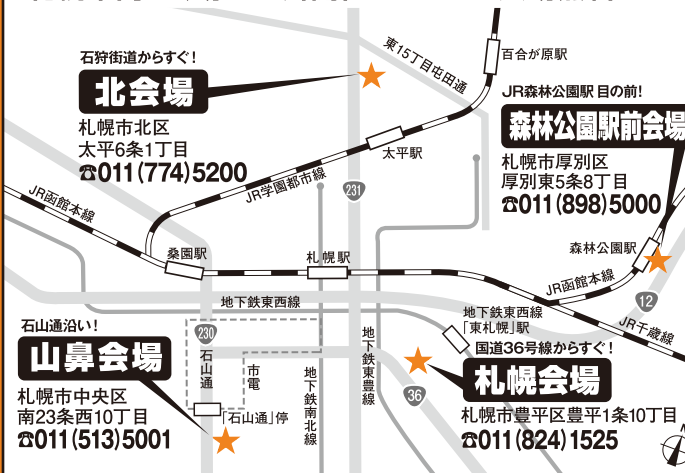 石狩街道からすぐ!
北会場
札幌市北区
太平6条1丁目
☎011(774)5200
東15丁目屯田通
百合が原駅
JR森林公園駅 目の前!
森林公園駅前会場
札幌市厚別区
厚別東5条8丁目
☎011(898)5000
太平駅
JR学園都市線
231
JR函館本線
桑園駅
札幌駅
森林公園駅
JR函館本線
12
JR千歳線
地下鉄東西線
地下鉄東西線
「東札幌」駅
国道36号線からすぐ!
札幌会場
札幌市豊平区豊平1条10丁目
☎011(824)1525
36
石山通沿い!
山鼻会場
札幌市中央区
南23条西10丁目
☎011(513)5001
230
石山通
市電
「石山通」停
地下鉄南北線
地下鉄東豊線
N